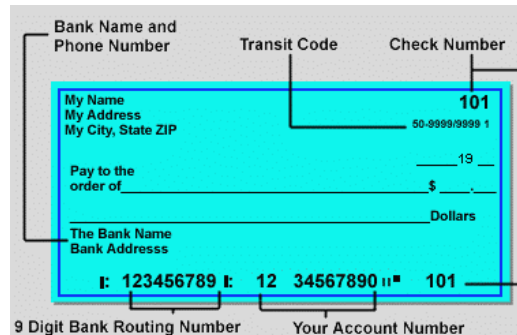 Bank Name and
Phone Number
Transit Code
Check Number
My Name
101
My Address
50-9999/9999 1
My City, State ZIP
19
Pay to the
order of $ .
Dollars
The Bank Name
Bank Addresss
⑆ 123456789 ⑆ 12 34567890 ⑈ 101
9 Digit Bank Routing Number
Your Account Number